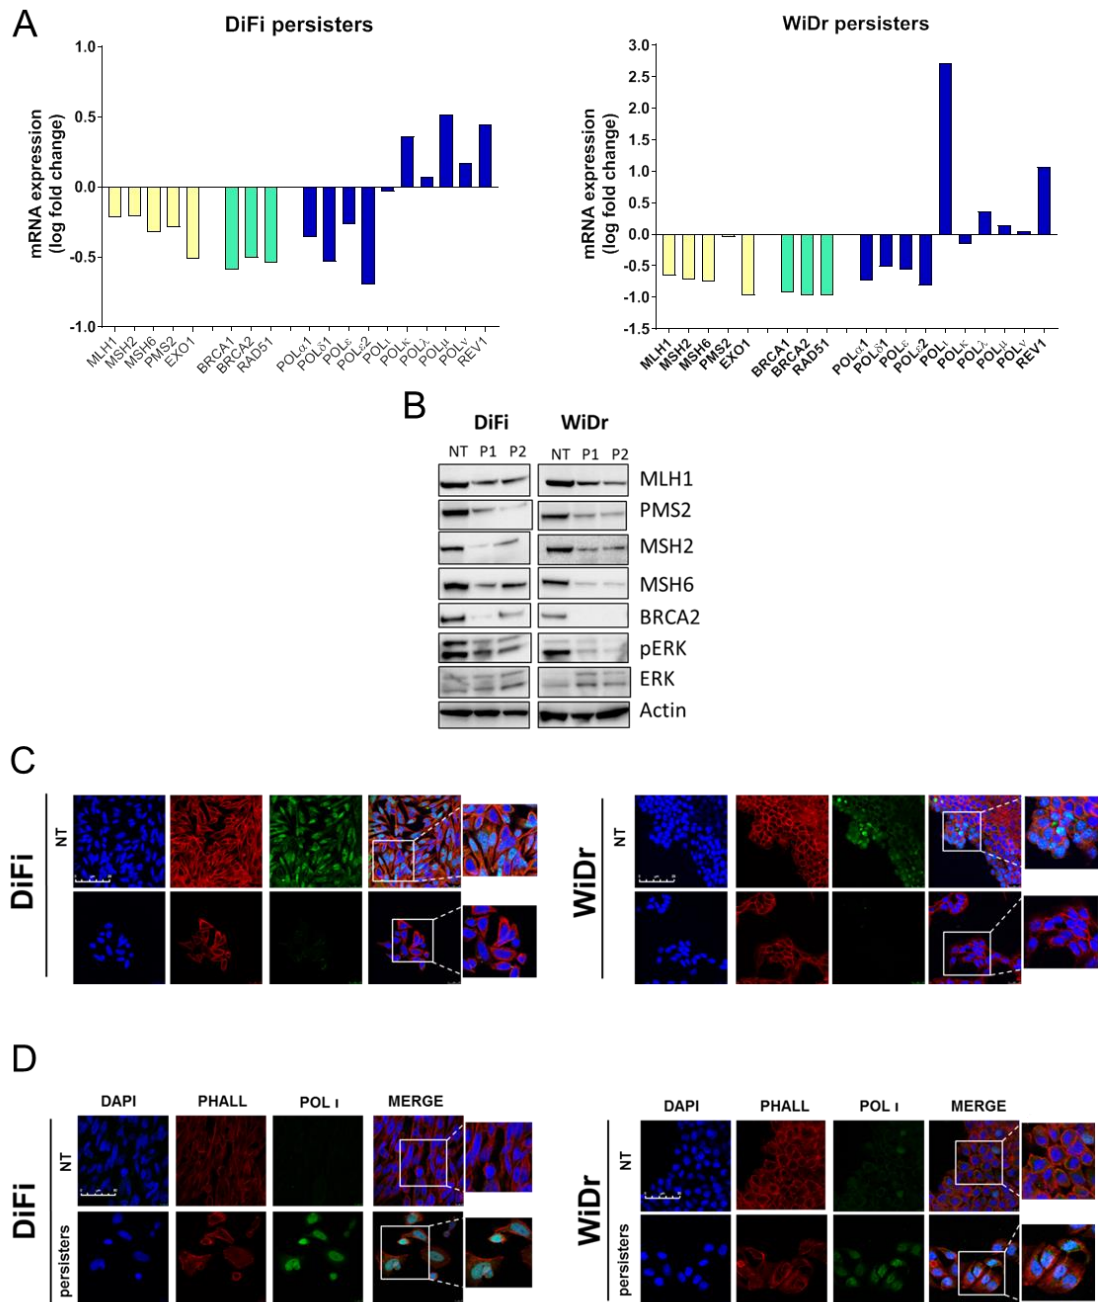 A
DiFi persisters
mRNA expression
(log fold change)
1.0
0.5
0.0
-0.5
-1.0
MLH1
MSH2
MSH6
PMS2
EXO1
BRCA1
BRCA2
RAD51
POLα1
POLδ1
POLε
POLε2
POLι
POLκ
POLλ
POLμ
POLν
REV1
WiDr persisters
mRNA expression
(log fold change)
3.0
2.5
2.0
1.5
1.0
0.5
0.0
-0.5
-1.0
-1.5
MLH1
MSH2
MSH6
PMS2
EXO1
BRCA1
BRCA2
RAD51
POLα1
POLδ1
POLε
POLε2
POLι
POLκ
POLλ
POLμ
POLν
REV1
B
DiFi WiDr
NT P1 P2 NT P1 P2
MLH1
PMS2
MSH2
MSH6
BRCA2
pERK
ERK
Actin
C
DiFi
NT
WiDr
NT
D
DiFi
DAPI PHALL POL ι MERGE
NT
persisters
WiDr
DAPI PHALL POL ι MERGE
NT
persisters